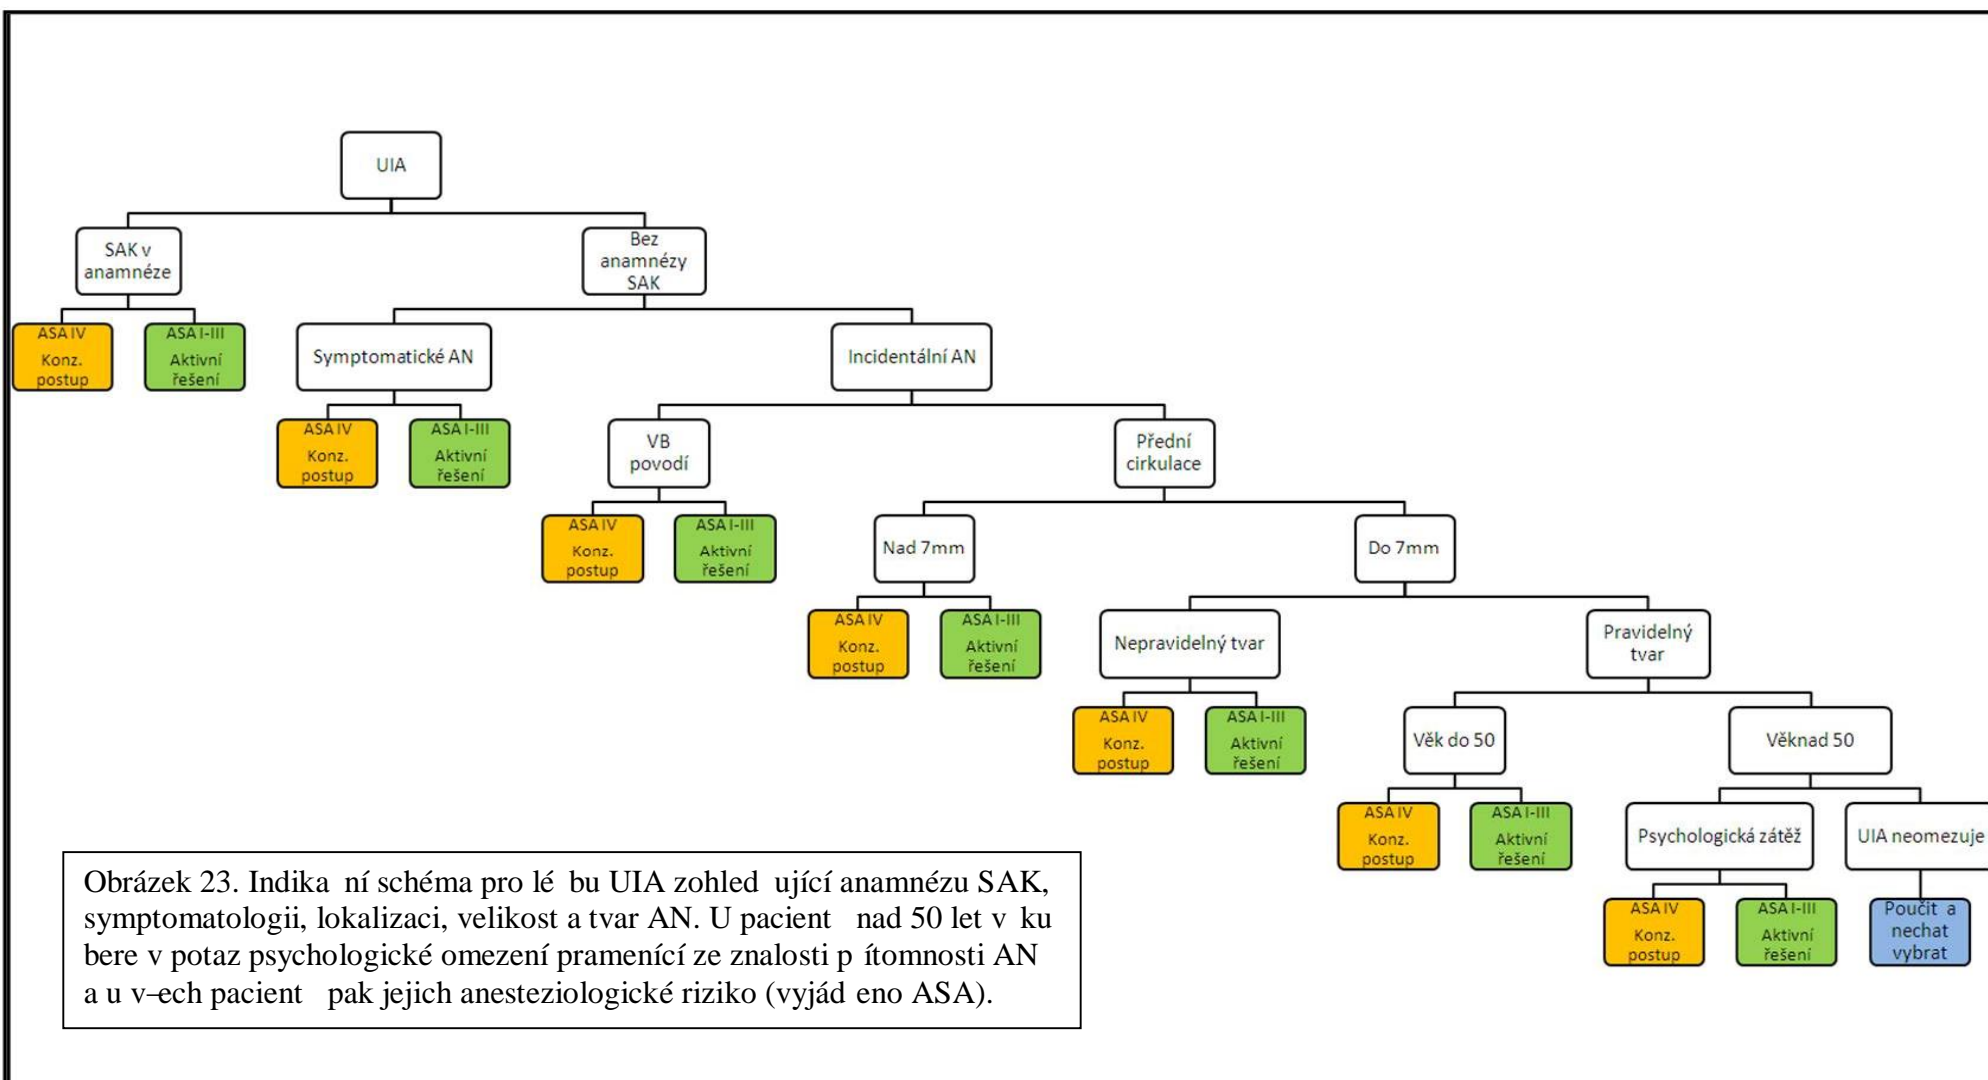 UIA
SAK v
anamnéze
Bez
anamnézy
SAK
ASA IV
Konz.
postup
ASA I-III
Aktivní
řešení
Symptomatické AN
Incidentální AN
ASA IV
Konz.
postup
ASA I-III
Aktivní
řešení
VB
povodí
Přední
cirkulace
ASA IV
Konz.
postup
ASA I-III
Aktivní
řešení
Nad 7mm
Do 7mm
ASA IV
Konz.
postup
ASA I-III
Aktivní
řešení
Nepravidelný tvar
Pravidelný
tvar
ASA IV
Konz.
postup
ASA I-III
Aktivní
řešení
Věk do 50
Věknad 50
ASA IV
Konz.
postup
ASA I-III
Aktivní
řešení
Psychologická zátěž
UIA neomezuje
ASA IV
Konz.
postup
ASA I-III
Aktivní
řešení
Poučit a
nechat
vybrat
Obrázek 23. Indika ní schéma pro lé bu UIA zohled ující anamnézu SAK,
symptomatologii, lokalizaci, velikost a tvar AN. U pacient nad 50 let v ku
bere v potaz psychologické omezení pramenící ze znalosti p ítomnosti AN
a u v–ech pacient pak jejich anesteziologické riziko (vyjád eno ASA).